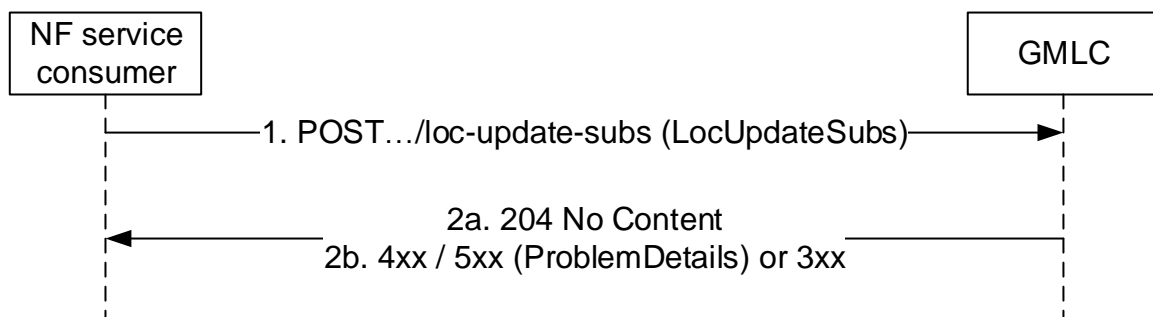 NF service
consumer
GMLC
1. POST…/loc-update-subs (LocUpdateSubs)
2a. 204 No Content
2b. 4xx / 5xx (ProblemDetails) or 3xx